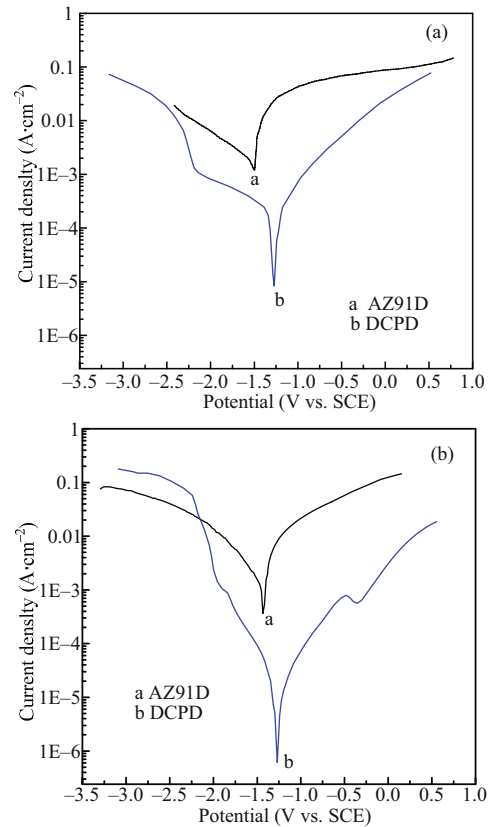 (a)
1
0.1
0.01
1E–3
1E–4
1E–5
1E–6
Current densIty (A·cm–2)
a
b
a AZ91D
b DCPD
–3.5 –3.0 –2.5 –2.0 –1.5 –1.0 –0.5 0.0 0.5 1.0
Potential (V vs. SCE)
(b)
1
0.1
0.01
1E–3
1E–4
1E–5
1E–6
Current densIty (A·cm–2)
a
b
a AZ91D
b DCPD
–3.5 –3.0 –2.5 –2.0 –1.5 –1.0 –0.5 0.0 0.5 1.0
Potential (V vs. SCE)